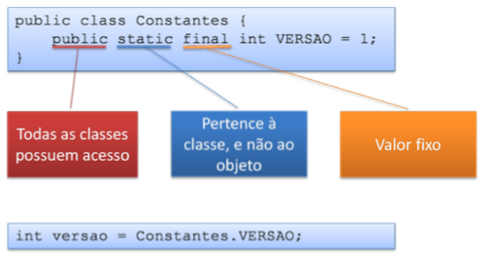 public class Constantes {
public static final int VERSAO = 1;
}
Todas as classes
possuem acesso
Pertence à
classe, e não ao
objeto
Valor fixo
int versao = Constantes.VERSAO;